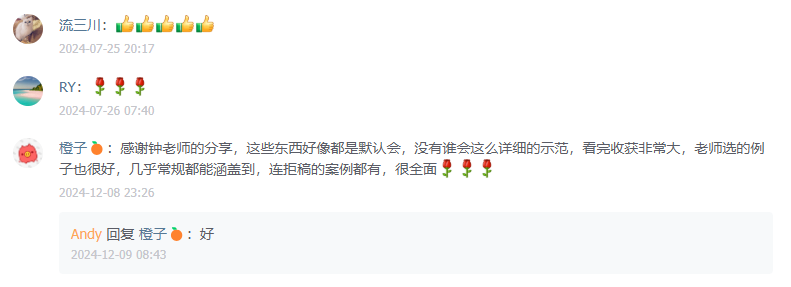 流三川：👍👍👍👍👍
2024-07-25 20:17
RY：🌹🌹🌹
2024-07-26 07:40
橙子🍊：感谢钟老师的分享，这些东西好像都是默认会，没有谁会这么详细的示范，看完收获非常大，老师选的例
子也很好，几乎常规都能涵盖到，连拒稿的案例都有，很全面🌹🌹🌹
2024-12-08 23:26
Andy 回复 橙子🍊：好
2024-12-09 08:43